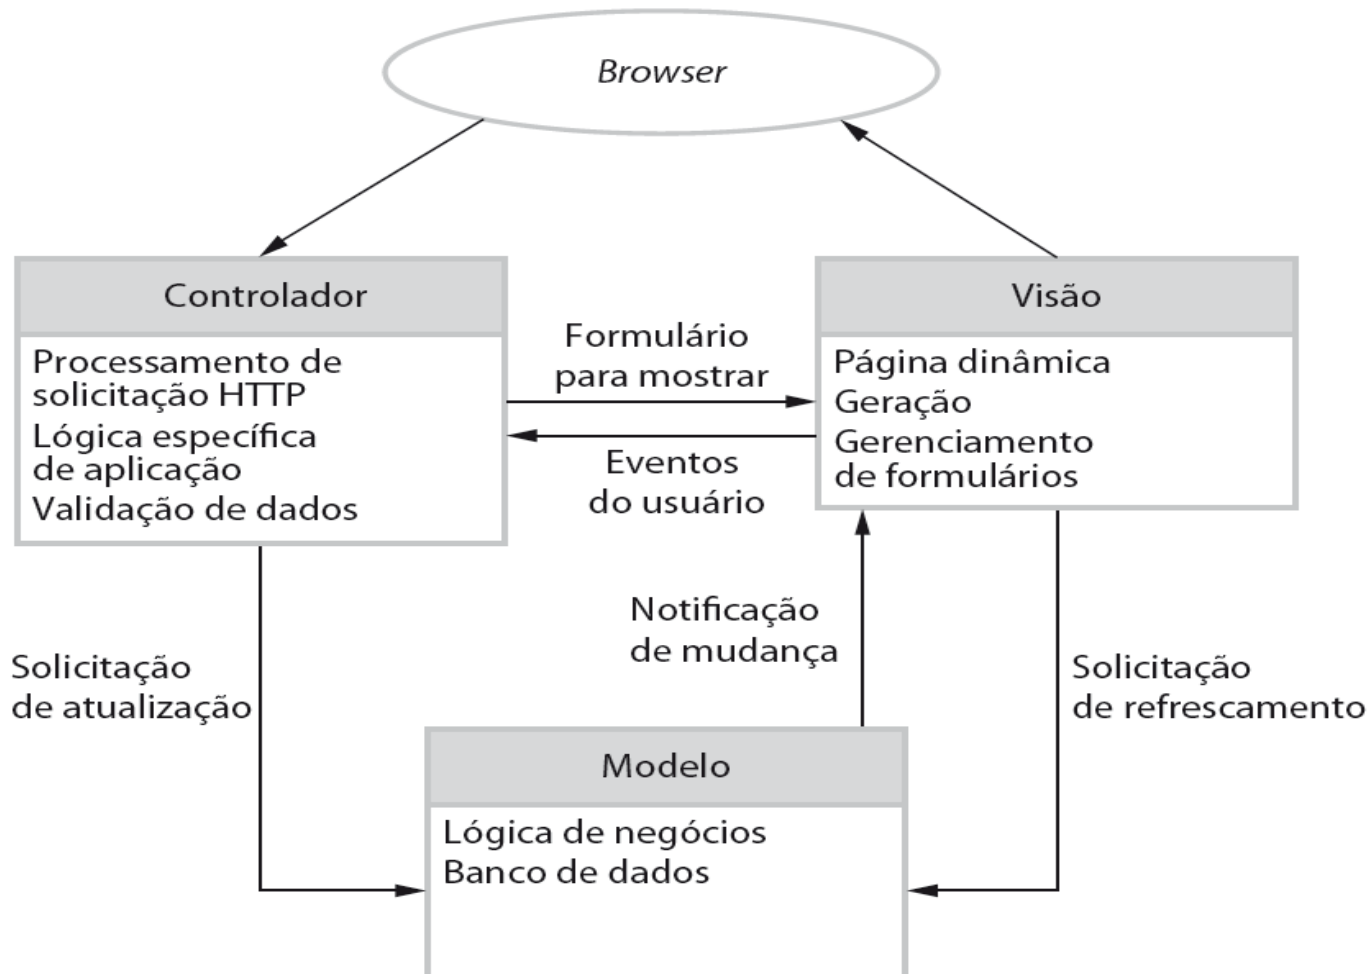 Browser
Controlador
Processamento de
solicitação HTTP
Lógica específica
de aplicação
Validação de dados
Formulário
para mostrar
Eventos
do usuário
Visão
Página dinâmica
Geração
Gerenciamento
de formulários
Solicitação
de atualização
Notificação
de mudança
Solicitação
de refrescamento
Modelo
Lógica de negócios
Banco de dados